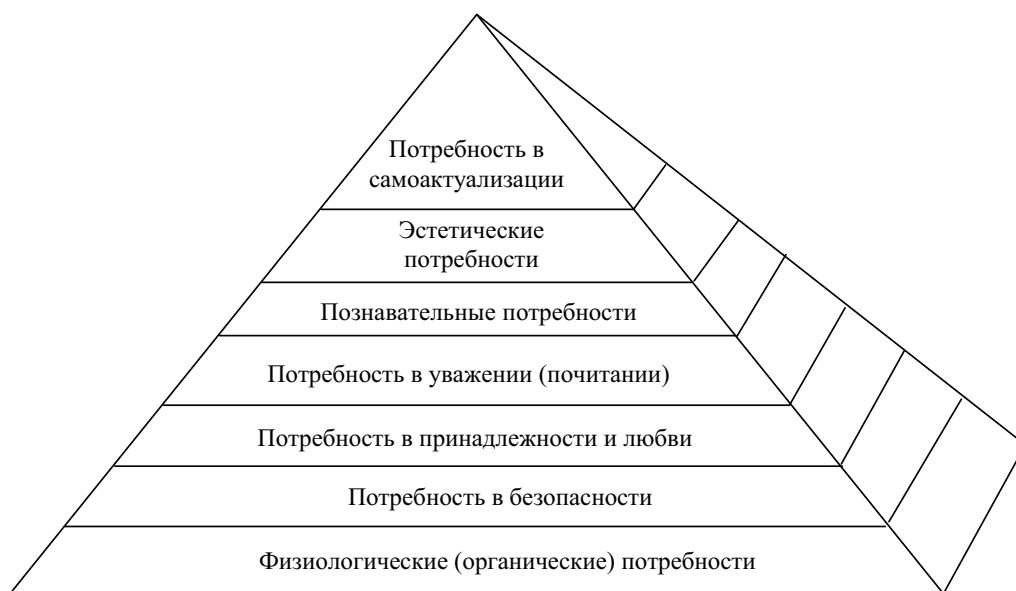 Потребность в
самоактуализации
Эстетические
потребности
Познавательные потребности
Потребность в уважении (почитании)
Потребность в принадлежности и любви
Потребность в безопасности
Физиологические (органические) потребности